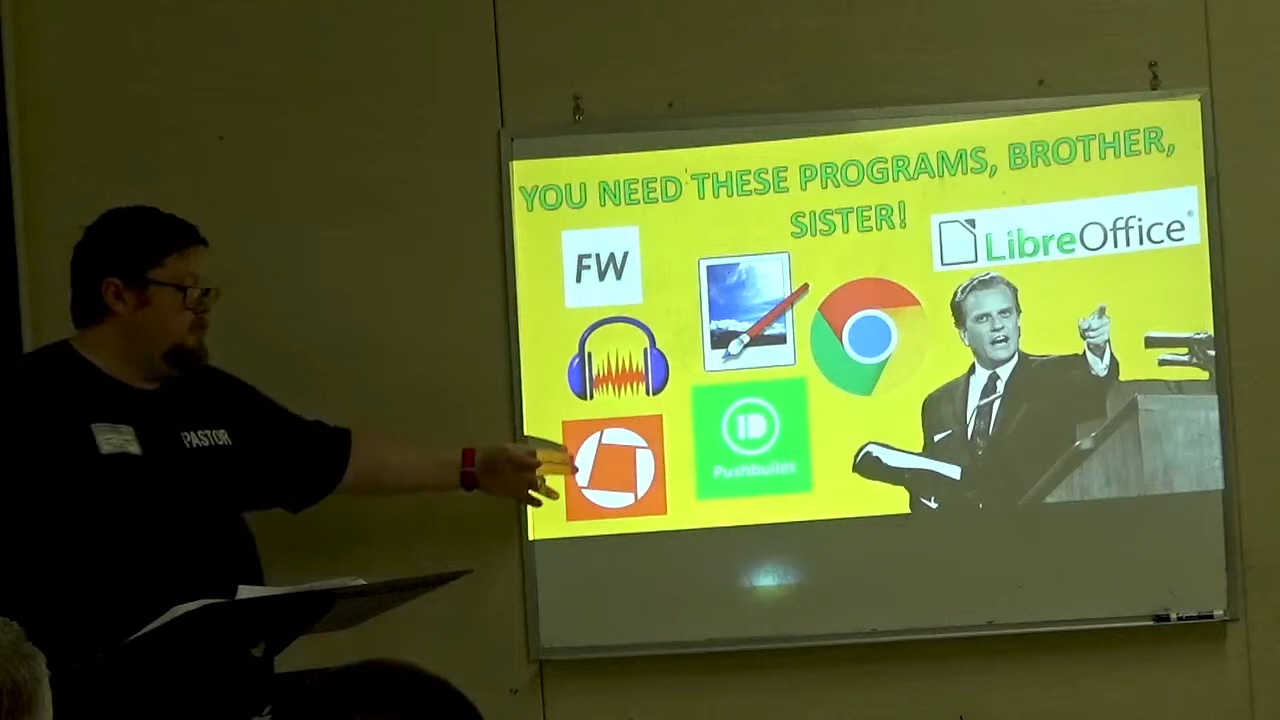 YOU NEED THESE PROGRAMS, BROTHER,
SISTER!
LibreOffice®
FW
PASTOR
Pushbullet